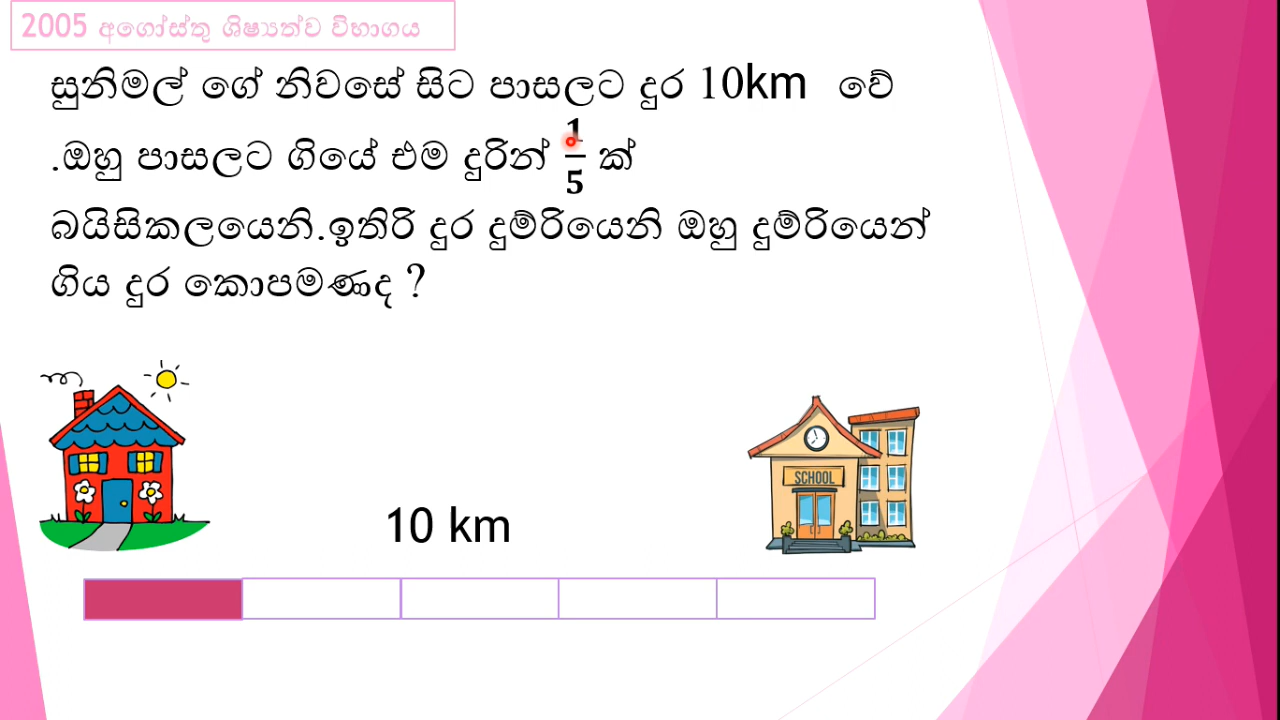 2005 අගෝස්තු ශිෂ්‍යත්ව විභාගය
සුනිමල් ගේ නිවසේ සිට පාසලට දුර 10km වේ
.ඔහු පාසලට ගියේ එම දුරින් 1/5 ක්
බයිසිකලයෙනි.ඉතිරි දුර දුම්රියෙනි ඔහු දුම්රියෙන්
ගිය දුර කොපමණද ?
SCHOOL
10 km